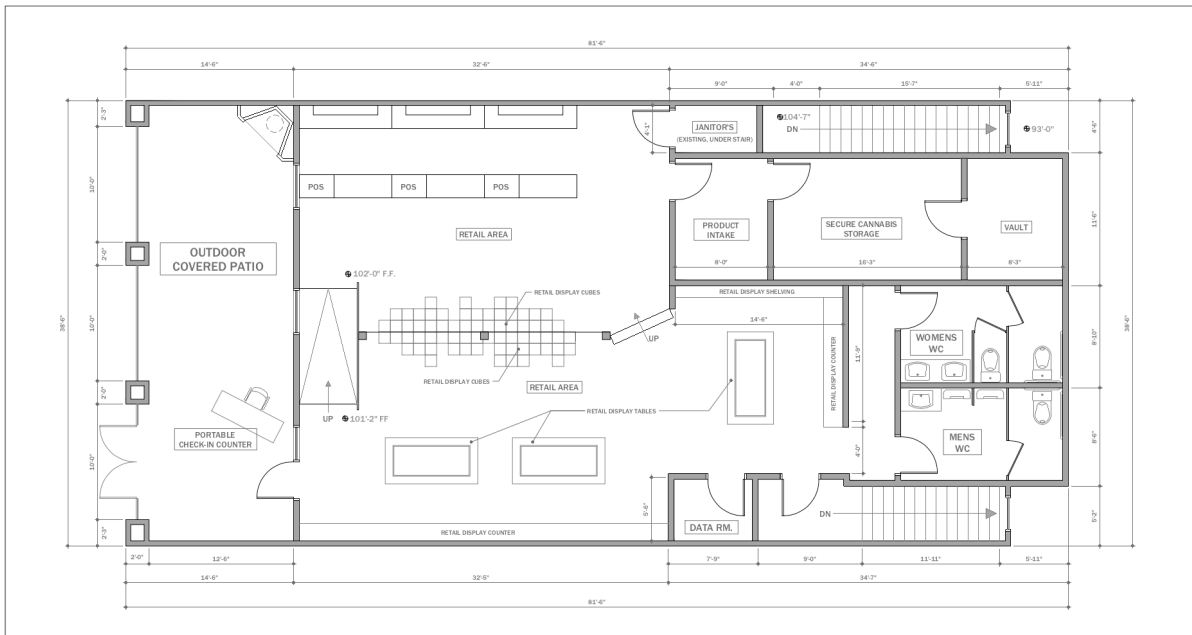 81'-6"
14'-6"
32'-6"
34'-6"
9'-0"
4'-0"
15'-7"
5'-11"
2'-3"
10'-0"
2'-0"
10'-0"
2'-0"
10'-0"
2'-3"
38'-6"
JANITOR'S
(EXISTING, UNDER STAIR)
4'-1"
104'-7"
DN
93'-0"
4'-6"
11'-6"
8'-10"
8'-6"
5'-2"
38'-6"
POS
POS
POS
RETAIL AREA
PRODUCT
INTAKE
SECURE CANNABIS
STORAGE
VAULT
8'-0"
16'-3"
8'-3"
OUTDOOR
COVERED PATIO
102'-0" F.F.
RETAIL DISPLAY CUBES
RETAIL DISPLAY SHELVING
14'-6"
UP
WOMENS
WC
11'-9"
RETAIL DISPLAY COUNTER
RETAIL DISPLAY CUBES
RETAIL AREA
RETAIL DISPLAY TABLES
UP
101'-2" FF
PORTABLE
CHECK-IN COUNTER
MENS
WC
4'-0"
5'-6"
DATA RM.
DN
RETAIL DISPLAY COUNTER
2'-0"
12'-6"
7'-9"
9'-0"
11'-11"
5'-11"
14'-6"
32'-5"
34'-7"
81'-6"